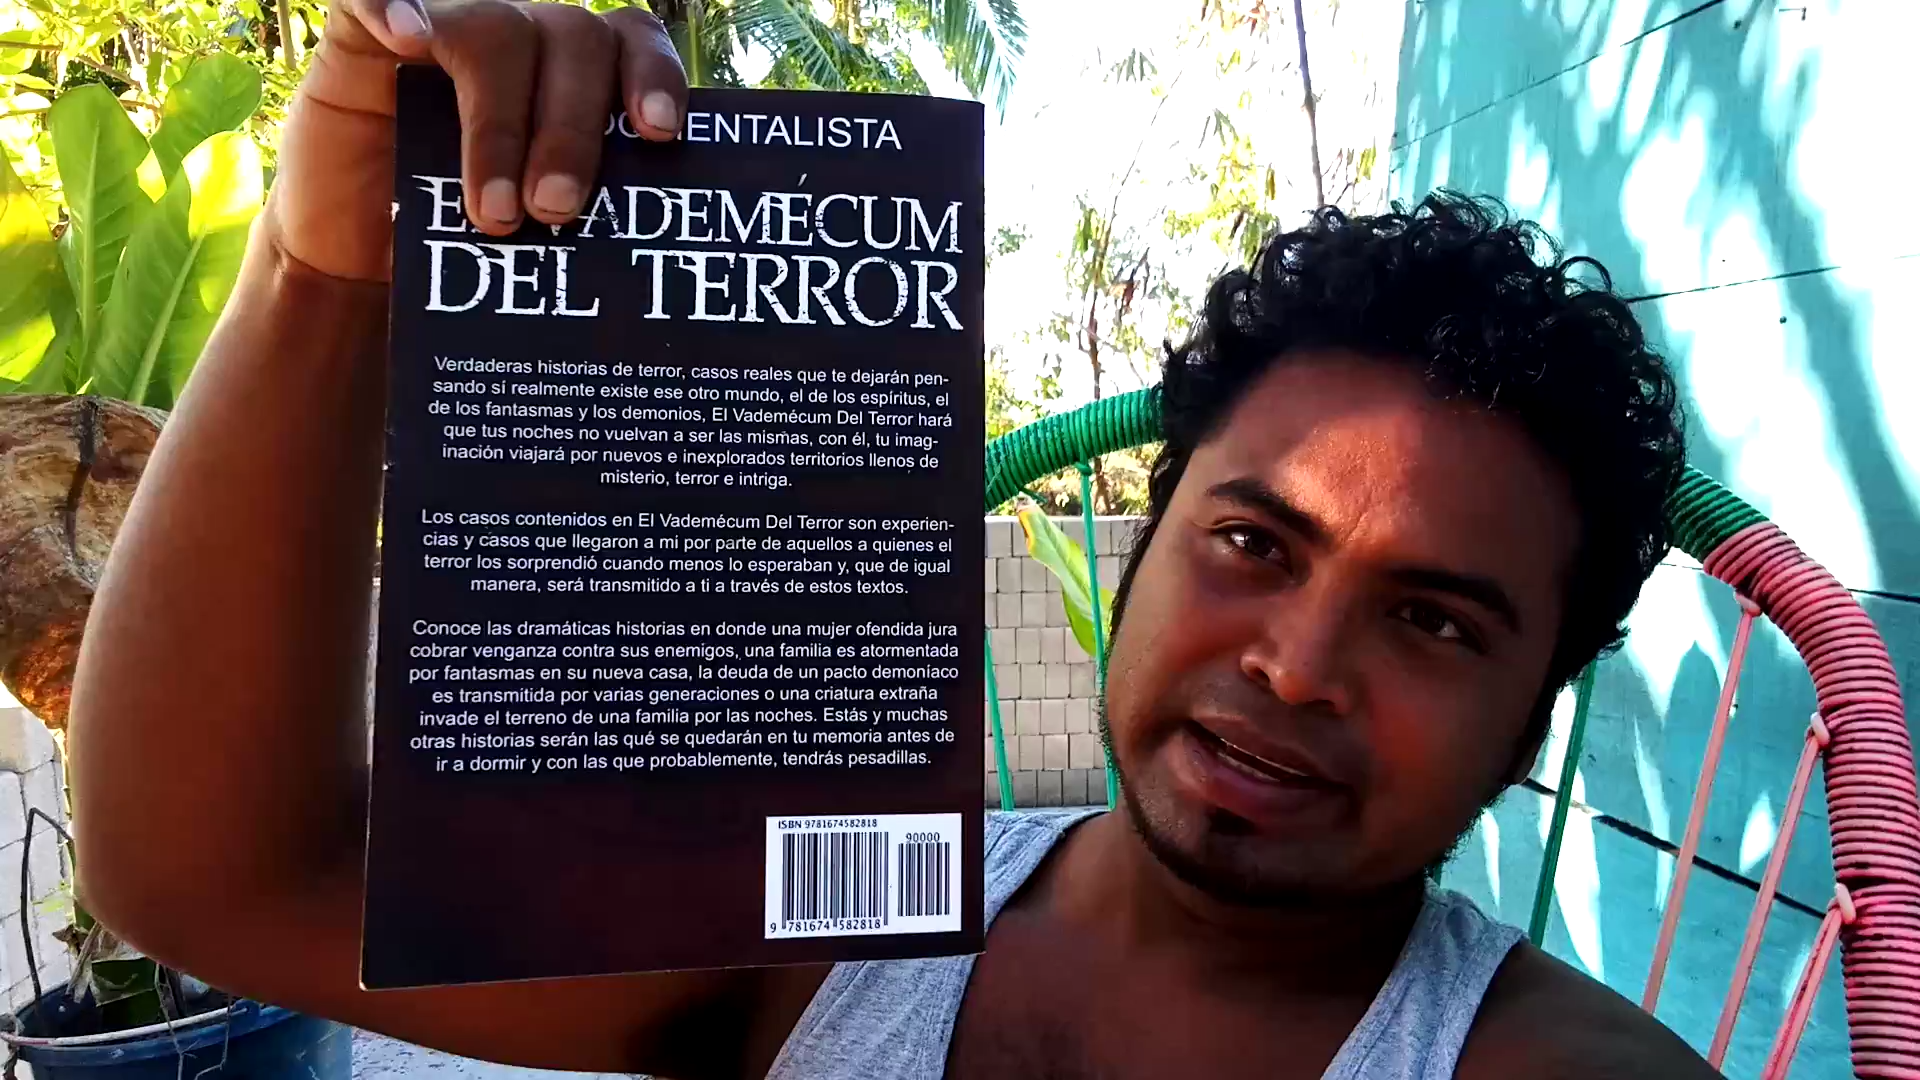 MENTALISTA
VADEMÉCUM
DEL TERROR
Verdaderas historias de terror, casos reales que te dejarán pen-
sando sí realmente existe ese otro mundo, el de los espíritus, el
de los fantasmas y los demonios, El Vademécum Del Terror hará
que tus noches no vuelvan a ser las mismas, con él, tu imag-
inación viajará por nuevos e inexplorados territorios llenos de
misterio, terror e intriga.
Los casos contenidos en El Vademécum Del Terror son experien-
cias y casos que llegaron a mi por parte de aquellos a quienes el
terror los sorprendió cuando menos lo esperaban y, que de igual
manera, será transmitido a ti a través de estos textos.
Conoce las dramáticas historias en donde una mujer ofendida jura
cobrar venganza contra sus enemigos, una familia es atormentada
por fantasmas en su nueva casa, la deuda de un pacto demoníaco
es transmitida por varias generaciones o una criatura extraña
invade el terreno de una familia por las noches. Estás y muchas
otras historias serán las qué se quedarán en tu memoria antes de
ir a dormir y con las que probablemente, tendrás pesadillas.
ISBN 9781674582818
90000
9 781674 582818